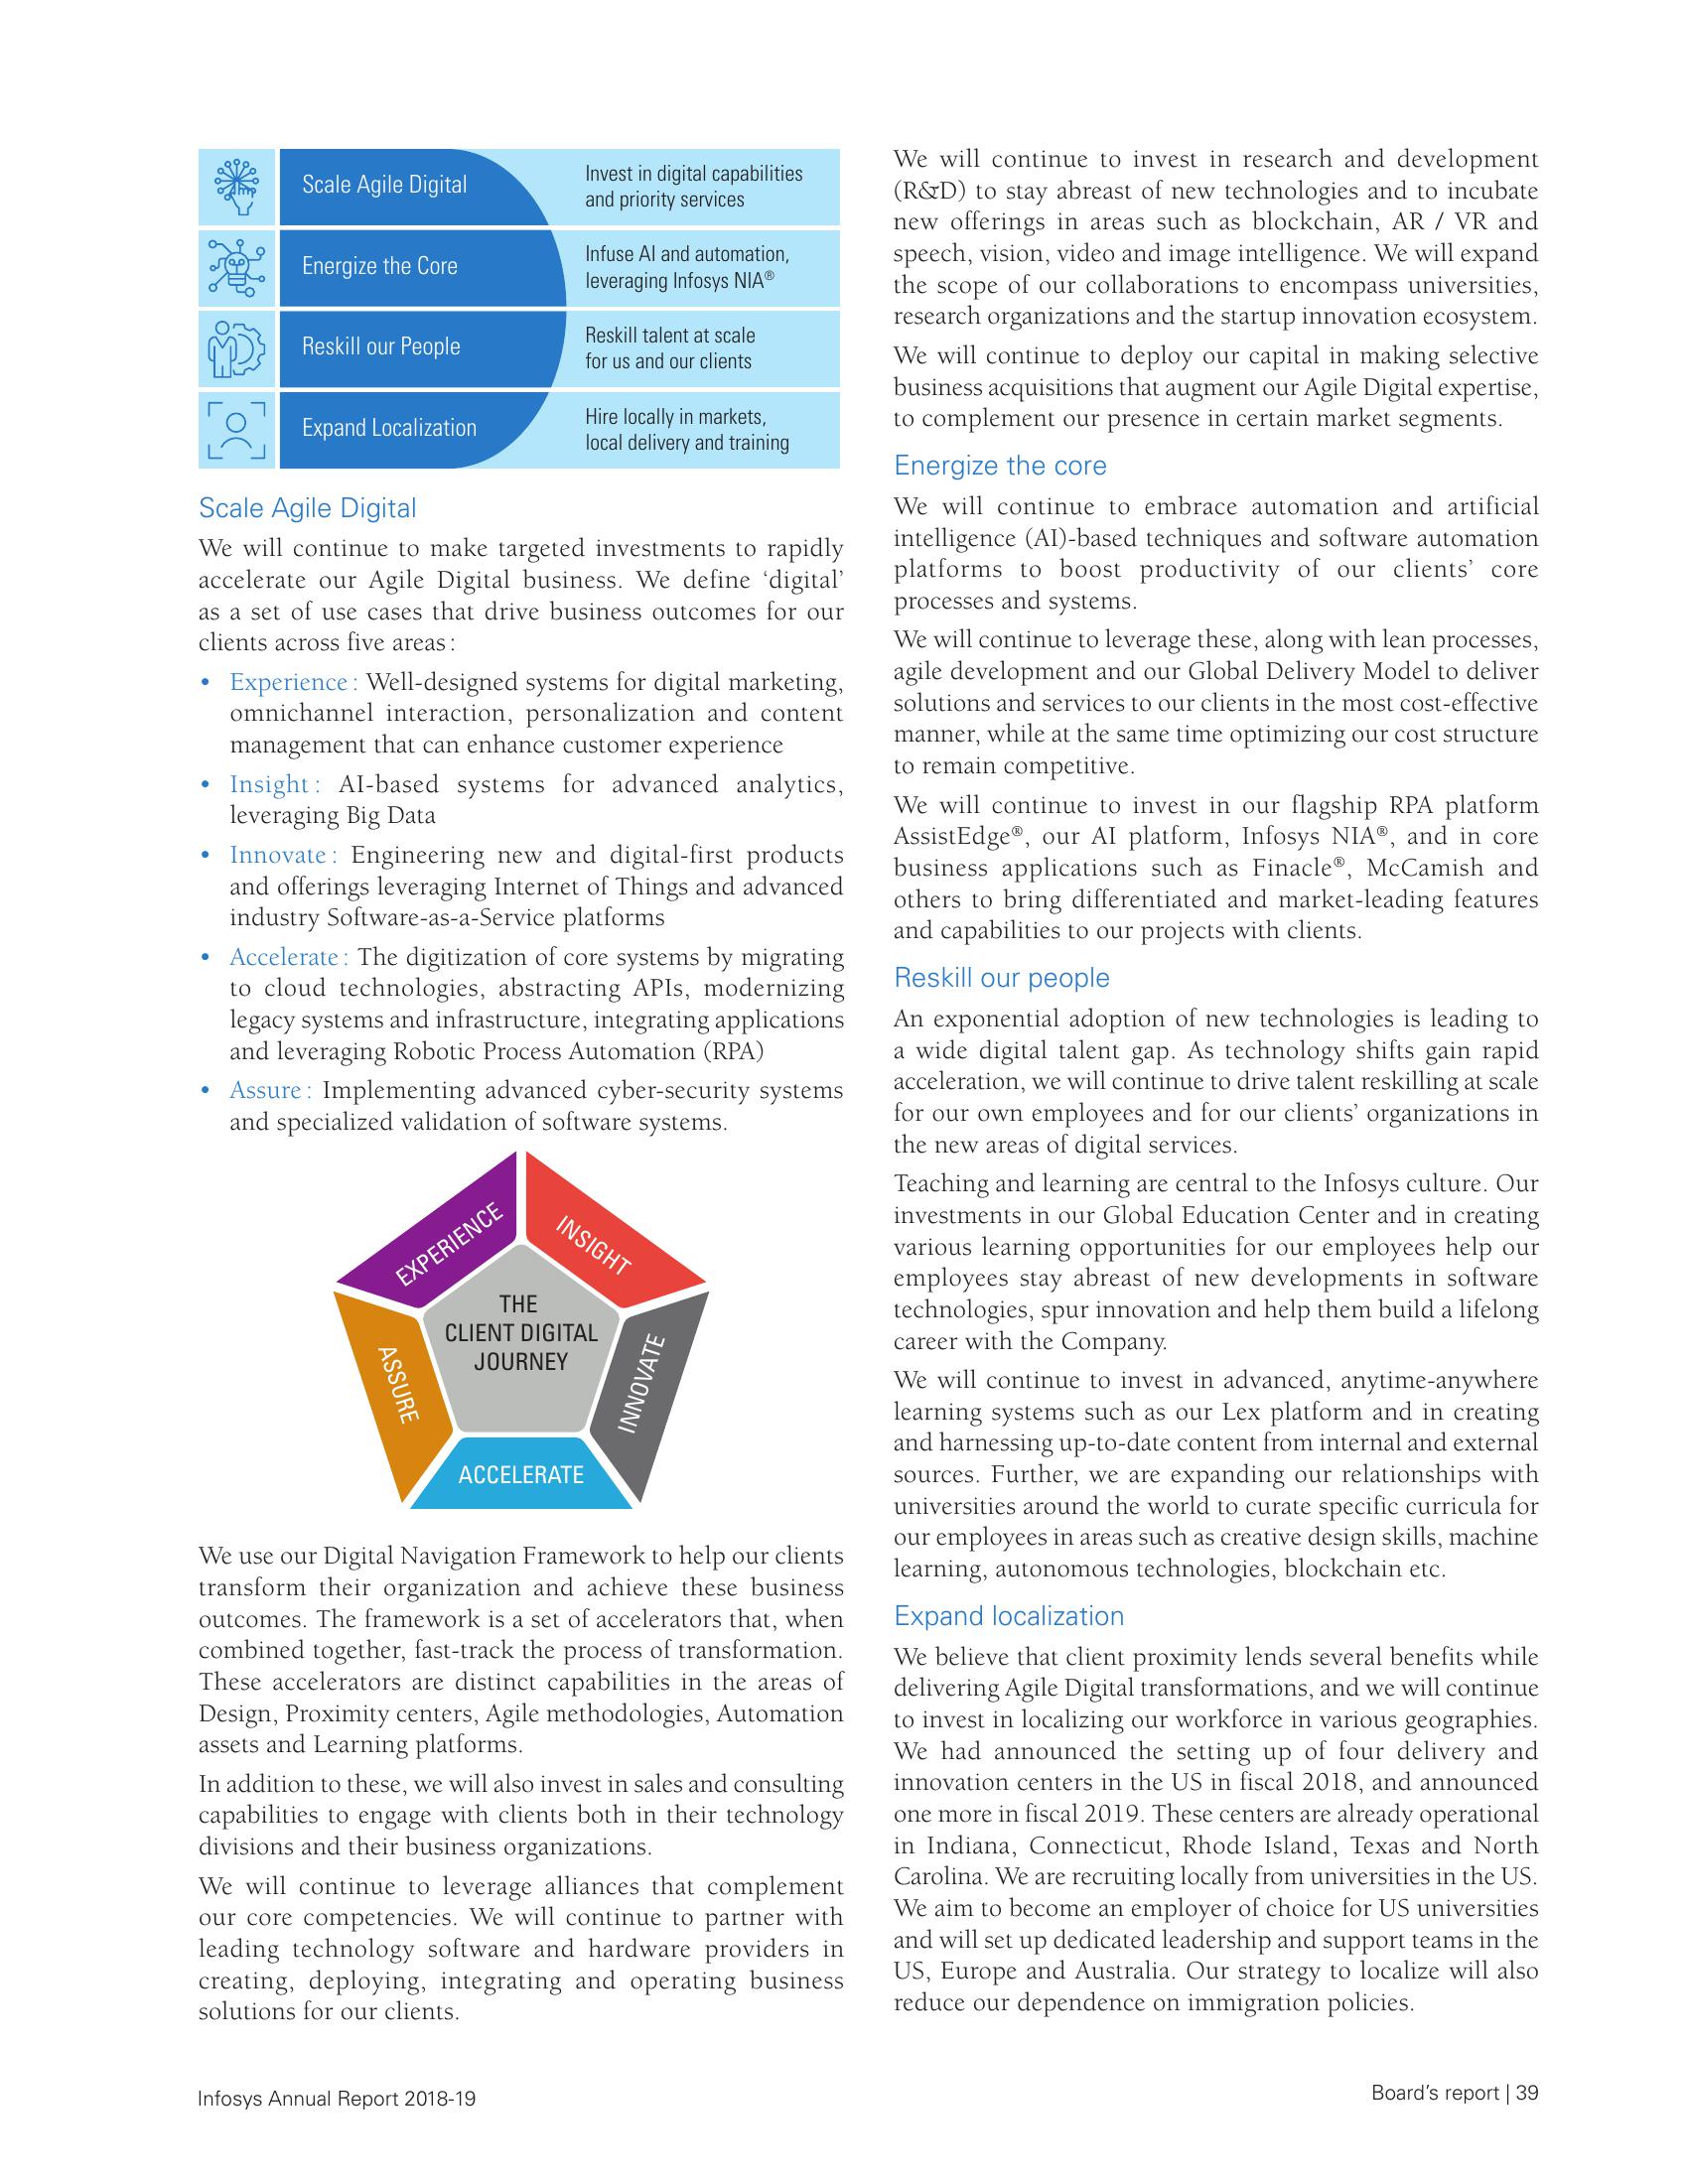 Scale Agile Digital
Invest in digital capabilities
and priority services
Energize the Core
Infuse AI and automation,
leveraging Infosys NIA®
Reskill our People
Reskill talent at scale
for us and our clients
Expand Localization
Hire locally in markets,
local delivery and training
Scale Agile Digital
We will continue to make targeted investments to rapidly
accelerate our Agile Digital business. We define ‘digital’
as a set of use cases that drive business outcomes for our
clients across five areas :
• Experience : Well-designed systems for digital marketing,
omnichannel interaction, personalization and content
management that can enhance customer experience
• Insight : AI-based systems for advanced analytics,
leveraging Big Data
• Innovate : Engineering new and digital-first products
and offerings leveraging Internet of Things and advanced
industry Software-as-a-Service platforms
• Accelerate : The digitization of core systems by migrating
to cloud technologies, abstracting APIs, modernizing
legacy systems and infrastructure, integrating applications
and leveraging Robotic Process Automation (RPA)
• Assure : Implementing advanced cyber-security systems
and specialized validation of software systems.
EXPERIENCE
INSIGHT
INNOVATE
ACCELERATE
ASSURE
THE
CLIENT DIGITAL
JOURNEY
We use our Digital Navigation Framework to help our clients
transform their organization and achieve these business
outcomes. The framework is a set of accelerators that, when
combined together, fast-track the process of transformation.
These accelerators are distinct capabilities in the areas of
Design, Proximity centers, Agile methodologies, Automation
assets and Learning platforms.
In addition to these, we will also invest in sales and consulting
capabilities to engage with clients both in their technology
divisions and their business organizations.
We will continue to leverage alliances that complement
our core competencies. We will continue to partner with
leading technology software and hardware providers in
creating, deploying, integrating and operating business
solutions for our clients.
We will continue to invest in research and development
(R&D) to stay abreast of new technologies and to incubate
new offerings in areas such as blockchain, AR / VR and
speech, vision, video and image intelligence. We will expand
the scope of our collaborations to encompass universities,
research organizations and the startup innovation ecosystem.
We will continue to deploy our capital in making selective
business acquisitions that augment our Agile Digital expertise,
to complement our presence in certain market segments.
Energize the core
We will continue to embrace automation and artificial
intelligence (AI)-based techniques and software automation
platforms to boost productivity of our clients’ core
processes and systems.
We will continue to leverage these, along with lean processes,
agile development and our Global Delivery Model to deliver
solutions and services to our clients in the most cost-effective
manner, while at the same time optimizing our cost structure
to remain competitive.
We will continue to invest in our flagship RPA platform
AssistEdge®, our AI platform, Infosys NIA®, and in core
business applications such as Finacle®, McCamish and
others to bring differentiated and market-leading features
and capabilities to our projects with clients.
Reskill our people
An exponential adoption of new technologies is leading to
a wide digital talent gap. As technology shifts gain rapid
acceleration, we will continue to drive talent reskilling at scale
for our own employees and for our clients’ organizations in
the new areas of digital services.
Teaching and learning are central to the Infosys culture. Our
investments in our Global Education Center and in creating
various learning opportunities for our employees help our
employees stay abreast of new developments in software
technologies, spur innovation and help them build a lifelong
career with the Company.
We will continue to invest in advanced, anytime-anywhere
learning systems such as our Lex platform and in creating
and harnessing up-to-date content from internal and external
sources. Further, we are expanding our relationships with
universities around the world to curate specific curricula for
our employees in areas such as creative design skills, machine
learning, autonomous technologies, blockchain etc.
Expand localization
We believe that client proximity lends several benefits while
delivering Agile Digital transformations, and we will continue
to invest in localizing our workforce in various geographies.
We had announced the setting up of four delivery and
innovation centers in the US in fiscal 2018, and announced
one more in fiscal 2019. These centers are already operational
in Indiana, Connecticut, Rhode Island, Texas and North
Carolina. We are recruiting locally from universities in the US.
We aim to become an employer of choice for US universities
and will set up dedicated leadership and support teams in the
US, Europe and Australia. Our strategy to localize will also
reduce our dependence on immigration policies.
Infosys Annual Report 2018-19
Board’s report | 39